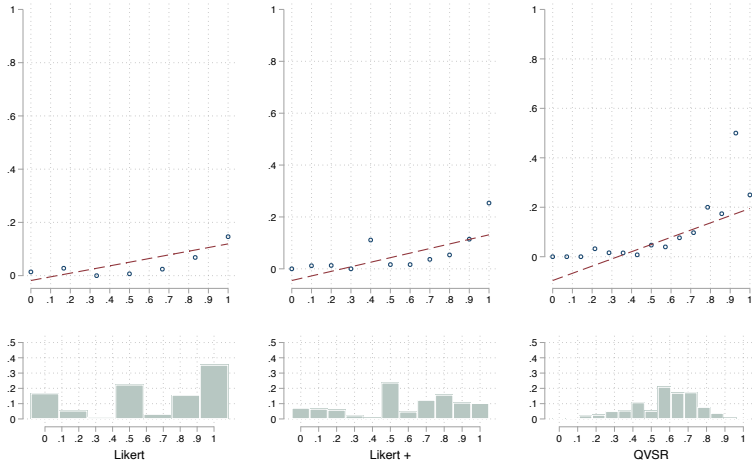 1 1 1
.8 .8 .8
.6 .6 .6
.4 .4 .4
.2 .2 .2
0 0 0
0 .1 .2 .3 .4 .5 .6 .7 .8 .9 1 0 .1 .2 .3 .4 .5 .6 .7 .8 .9 1 0 .1 .2 .3 .4 .5 .6 .7 .8 .9 1
.5 .5 .5
.4 .4 .4
.3 .3 .3
.2 .2 .2
.1 .1 .1
0 0 0
0 .1 .2 .3 .4 .5 .6 .7 .8 .9 1 0 .1 .2 .3 .4 .5 .6 .7 .8 .9 1 0 .1 .2 .3 .4 .5 .6 .7 .8 .9 1
Likert Likert + QVSR